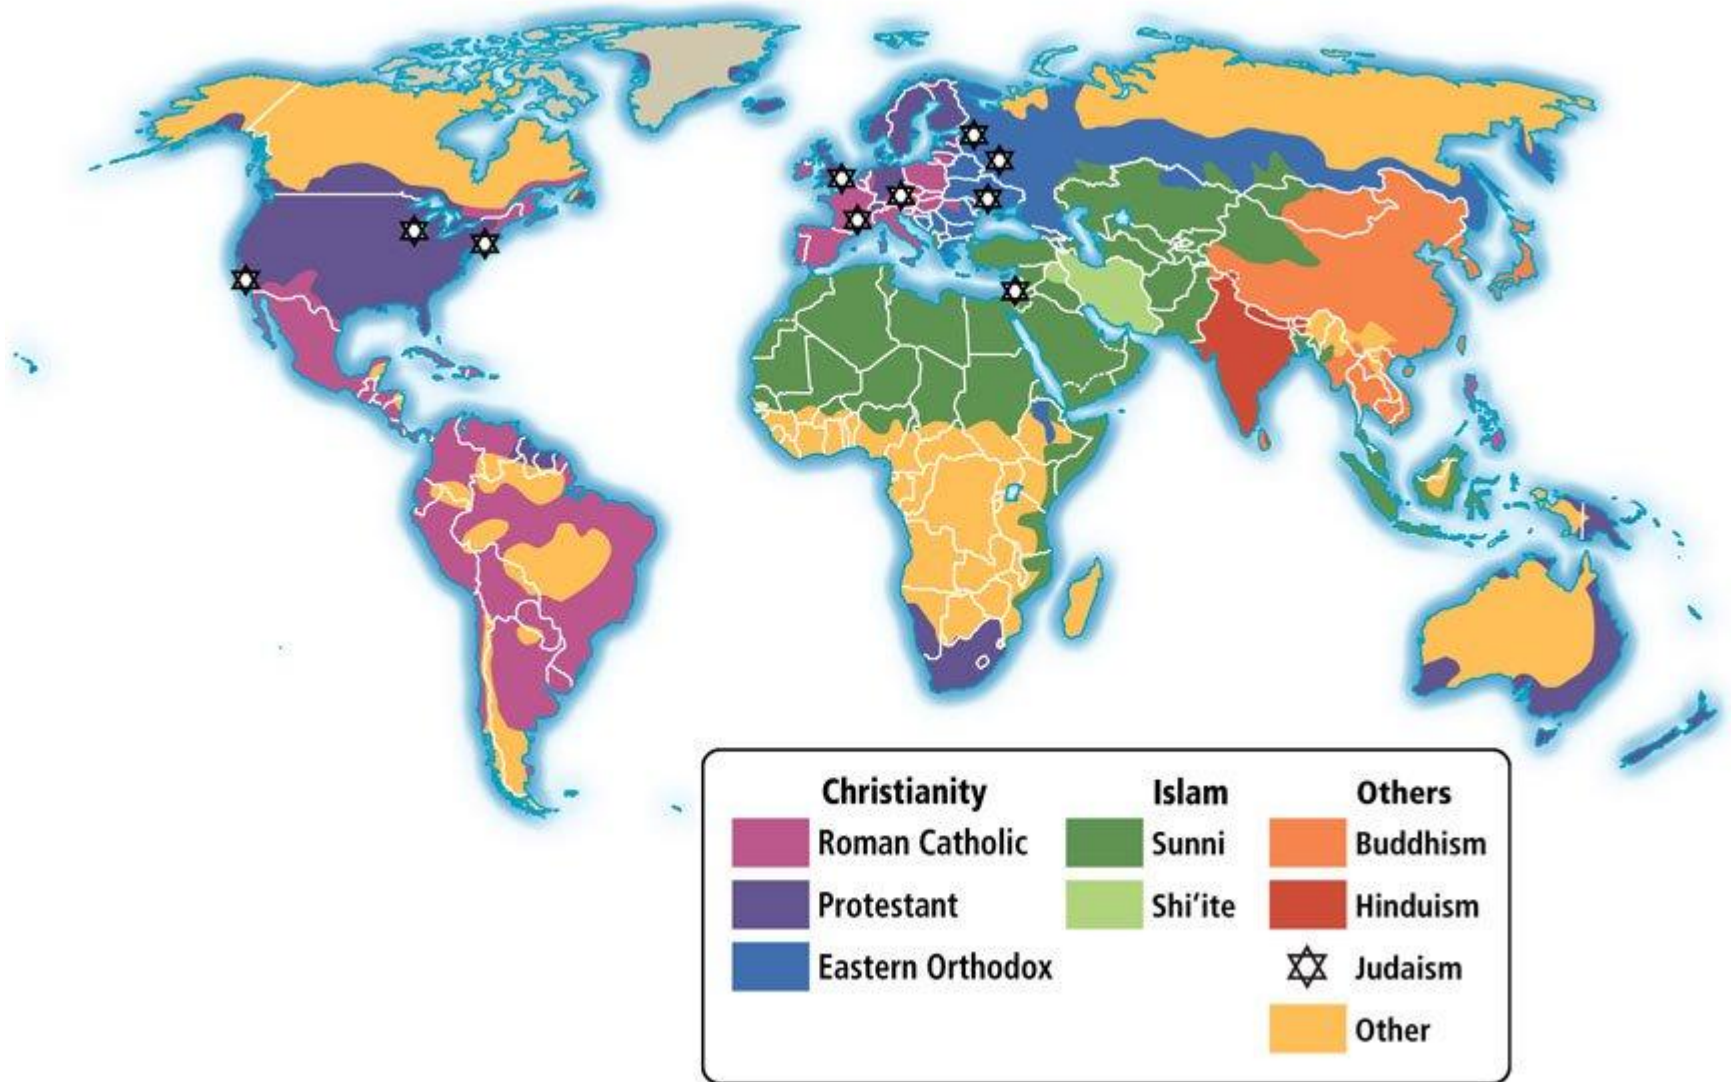 Christianity
Roman Catholic
Protestant
Eastern Orthodox
Islam
Sunni
Shi'ite
Others
Buddhism
Hinduism
Judaism
Other